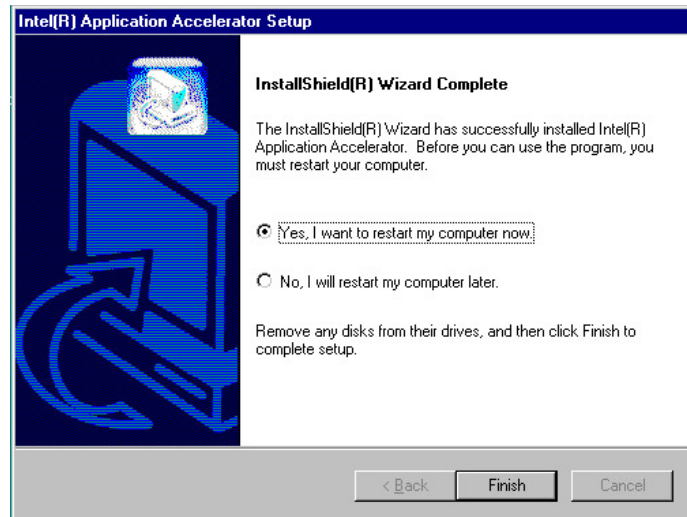 Intel(R) Application Accelerator Setup
InstallShield(R) Wizard Complete
The InstallShield(R) Wizard has successfully installed Intel(R)
Application Accelerator. Before you can use the program, you
must restart your computer.
Yes, I want to restart my computer now.
No, I will restart my computer later.
Remove any disks from their drives, and then click Finish to
complete setup.
< Back Finish Cancel